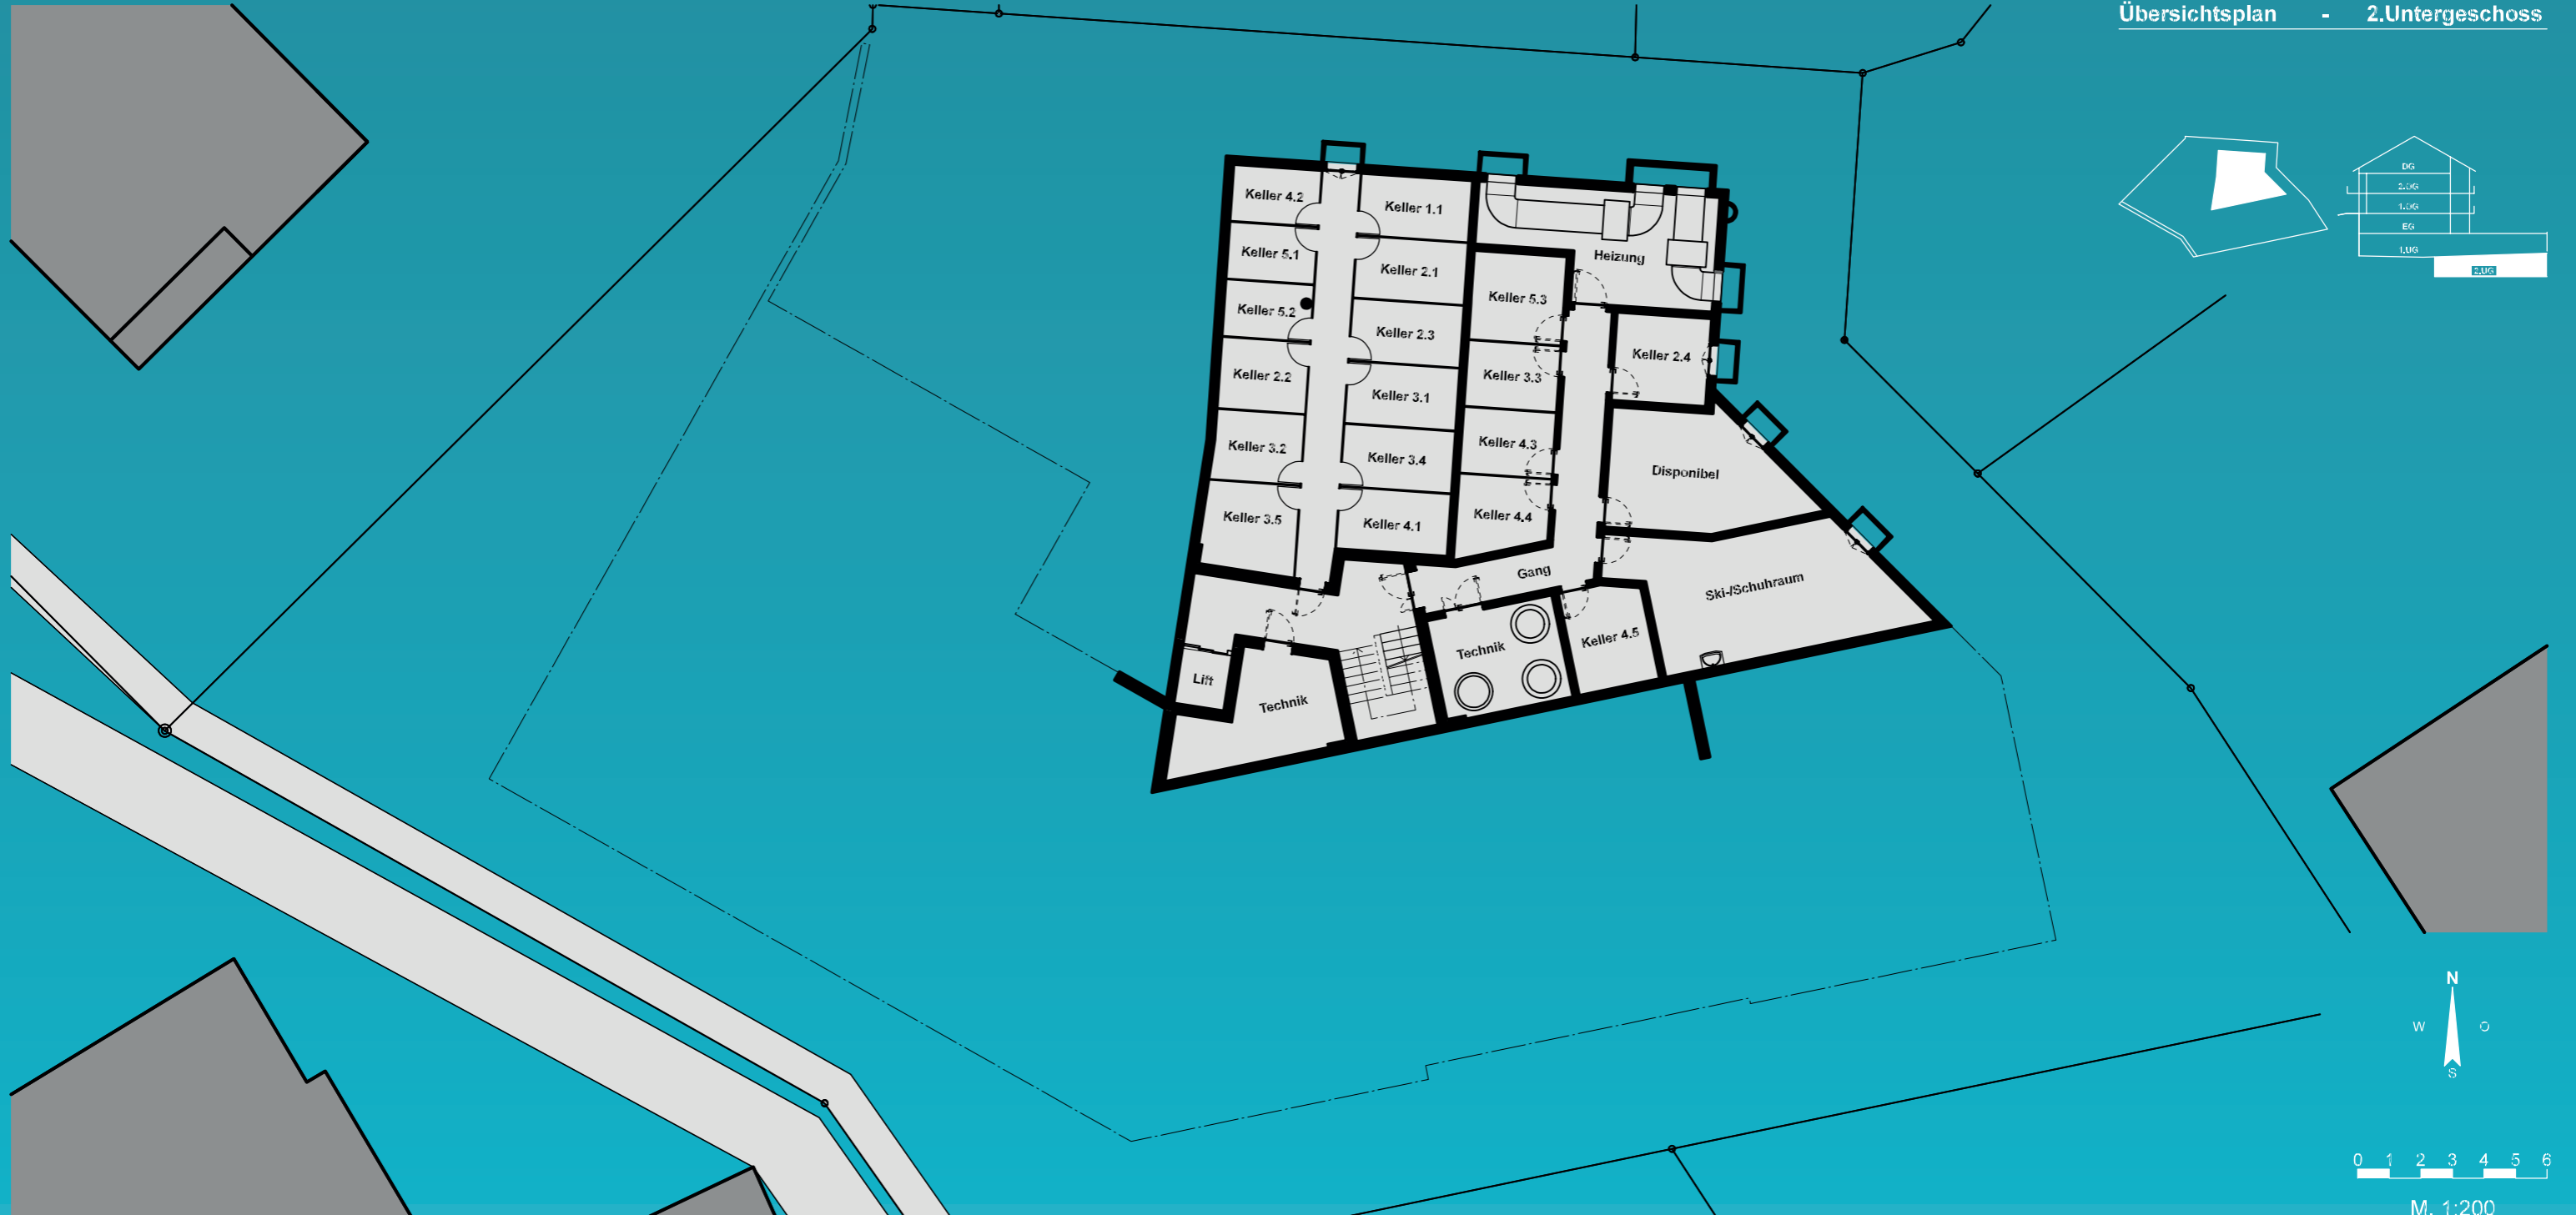 Übersichtsplan - 2.Untergeschoss
DG
2.OG
1.OG
EG
1.UG
2.UG
Keller 4.2
Keller 1.1
Keller 5.1
Keller 2.1
Heizung
Keller 5.2
Keller 5.3
Keller 2.3
Keller 2.4
Keller 2.2
Keller 3.3
Keller 3.1
Keller 3.2
Keller 4.3
Keller 3.4
Disponibel
Keller 3.5
Keller 4.1
Keller 4.4
Gang
Ski-/Schuhraum
Keller 4.5
Technik
Lift
Technik
N
W O
S
0 1 2 3 4 5 6
M. 1:200